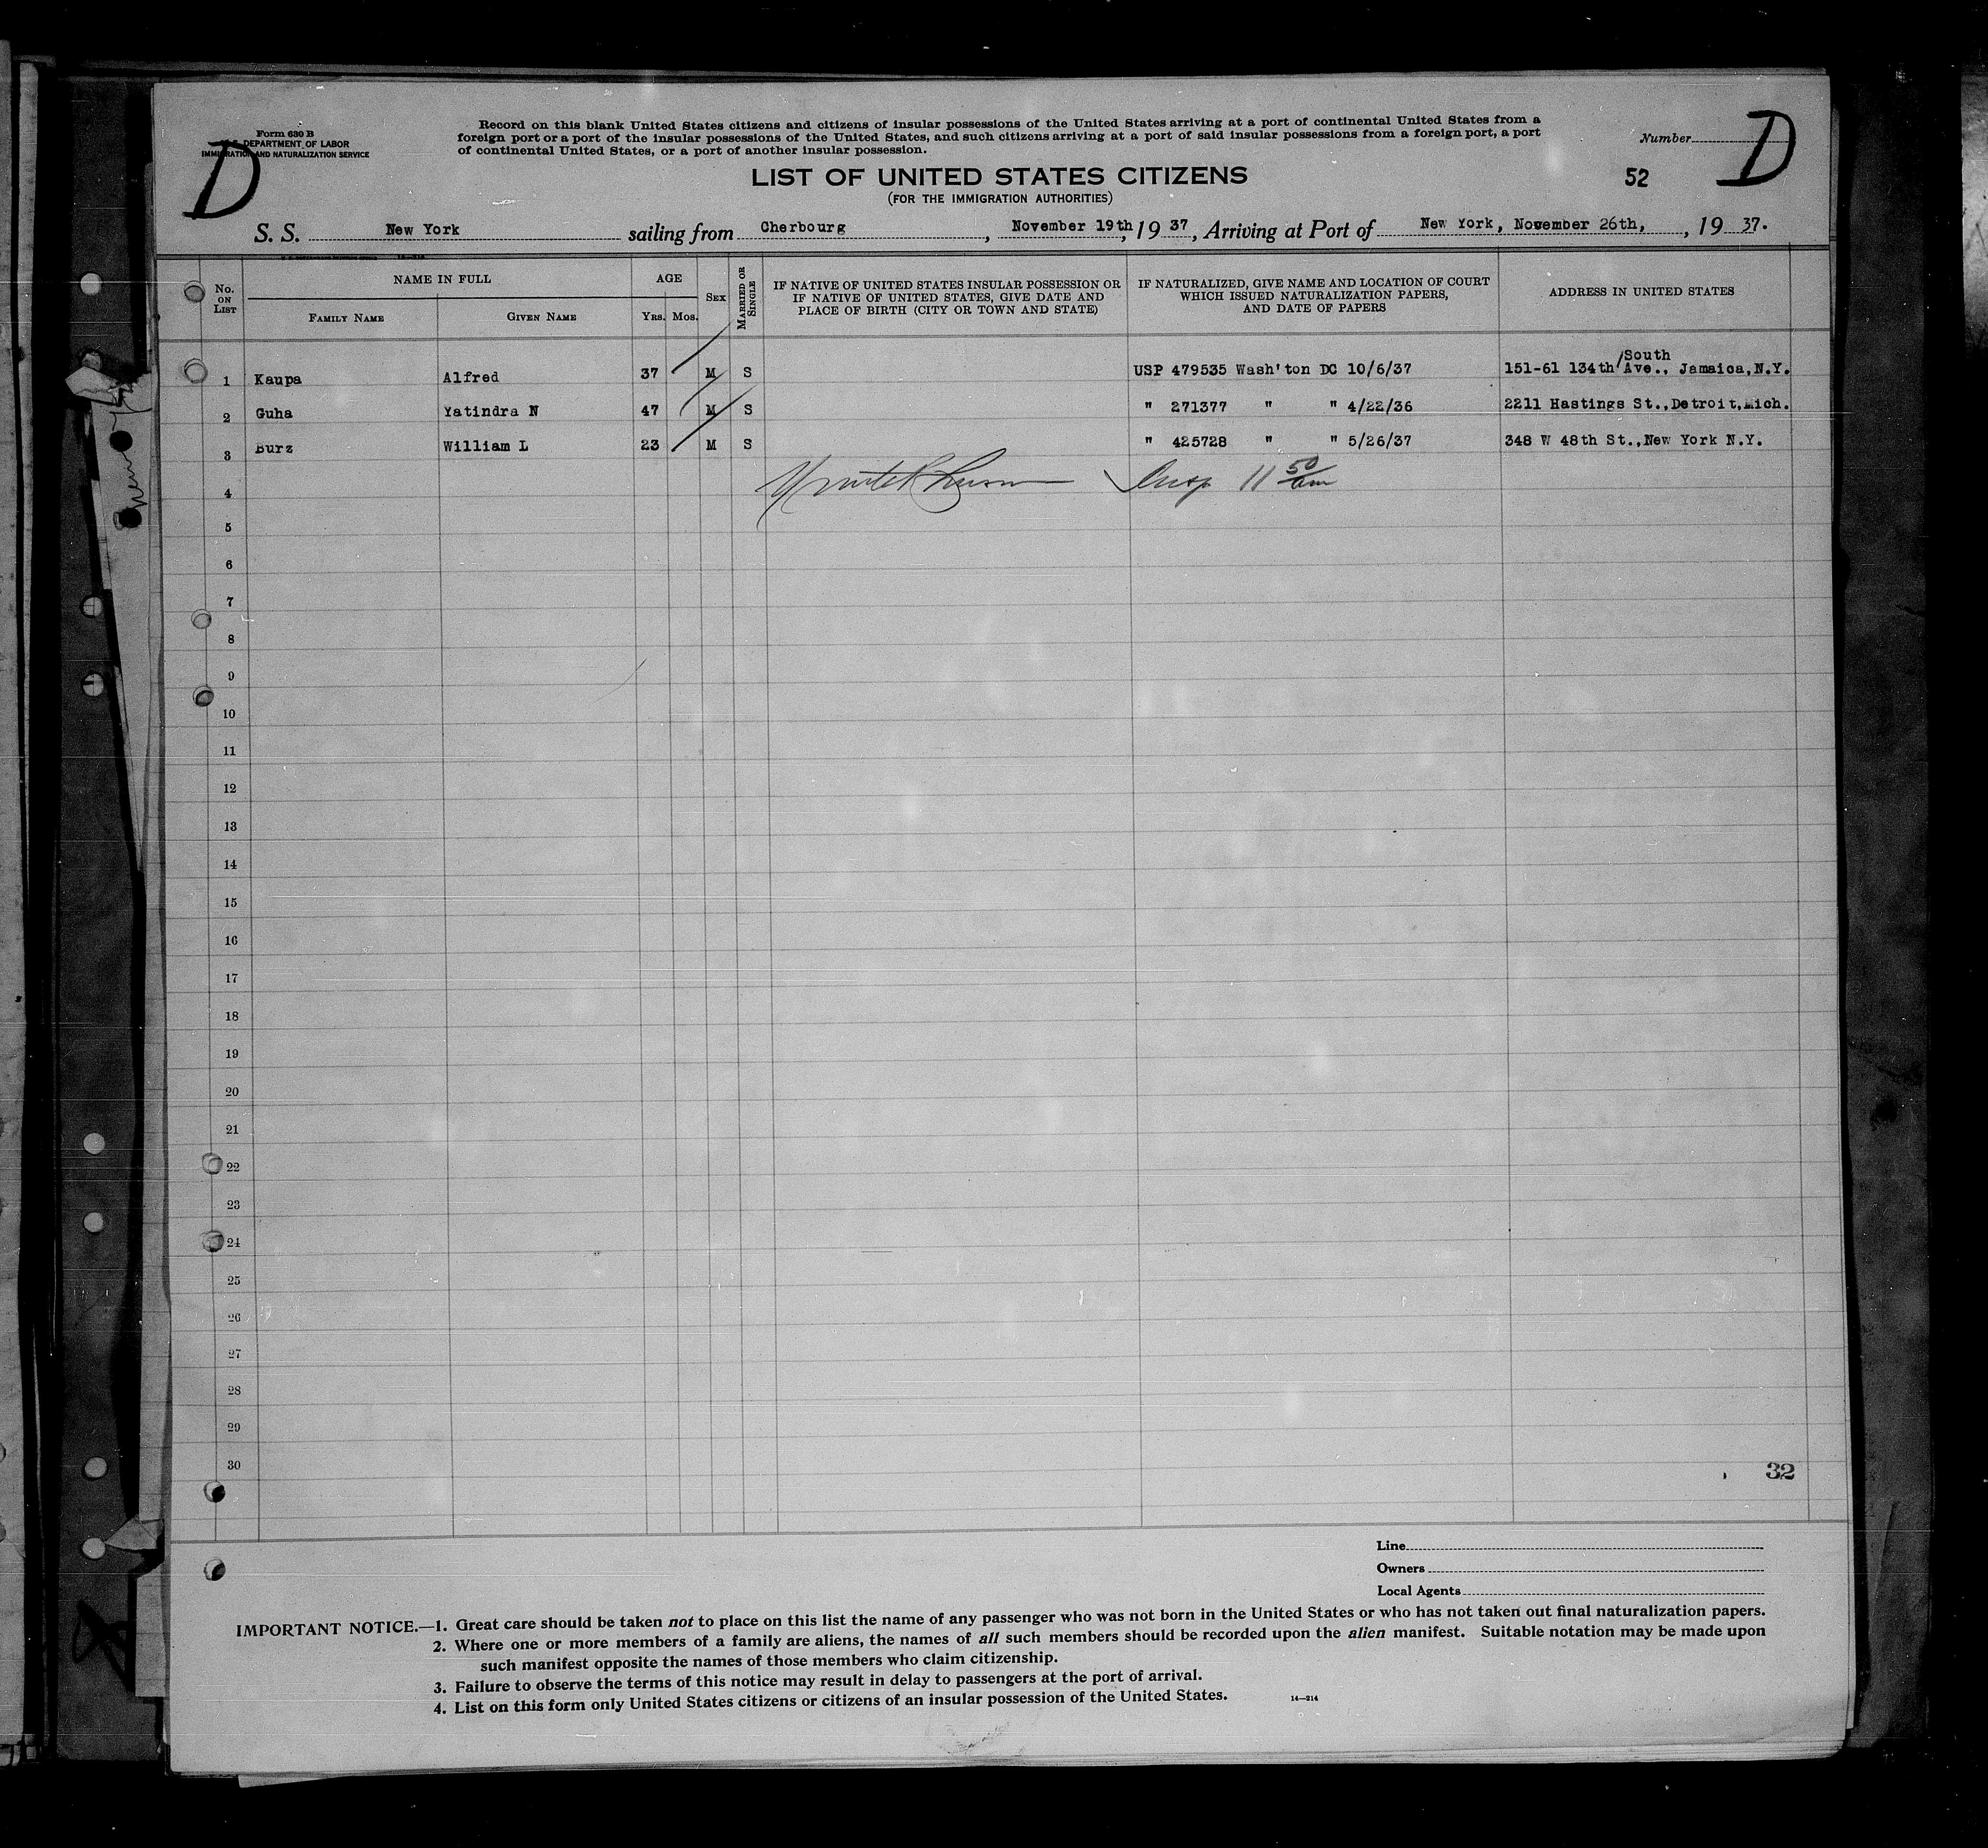 Form 630 B
U. S. DEPARTMENT OF LABOR
IMMIGRATION AND NATURALIZATION SERVICE
D
Record on this blank United States citizens and citizens of insular possessions of the United States arriving at a port of continental United States from a
foreign port or a port of the insular possessions of the United States, and such citizens arriving at a port of said insular possessions from a foreign port, a port
of continental United States, or a port of another insular possession.
Number
D
LIST OF UNITED STATES CITIZENS
52
(FOR THE IMMIGRATION AUTHORITIES)
S. S. New York sailing from Cherbourg, November 19th, 19 37, Arriving at Port of New York, November 26th, , 19 37.
No. ON LIST
NAME IN FULL
FAMILY NAME
GIVEN NAME
AGE
YRS. MOS.
SEX
MARRIED OR SINGLE
IF NATIVE OF UNITED STATES INSULAR POSSESSION OR
IF NATIVE OF UNITED STATES, GIVE DATE AND
PLACE OF BIRTH (CITY OR TOWN AND STATE)
IF NATURALIZED, GIVE NAME AND LOCATION OF COURT
WHICH ISSUED NATURALIZATION PAPERS,
AND DATE OF PAPERS
ADDRESS IN UNITED STATES
1 Kaupa Alfred 37 M S USP 479535 Wash'ton DC 10/6/37 151-61 134th/South Ave., Jamaica,N.Y.
2 Guha Yatindra N 47 M S " 271377 " " 4/22/36 2211 Hastings St.,Detroit,Mich.
3 Burz William L 23 M S " 425728 " " 5/26/37 348 W 48th St.,New York N.Y.
4 Insp 11 50 am
5
6
7
8
9
10
11
12
13
14
15
16
17
18
19
20
21
22
23
24
25
26
27
28
29
30
32
Line
Owners
Local Agents
IMPORTANT NOTICE.—1. Great care should be taken not to place on this list the name of any passenger who was not born in the United States or who has not taken out final naturalization papers.
2. Where one or more members of a family are aliens, the names of all such members should be recorded upon the alien manifest. Suitable notation may be made upon
such manifest opposite the names of those members who claim citizenship.
3. Failure to observe the terms of this notice may result in delay to passengers at the port of arrival.
4. List on this form only United States citizens or citizens of an insular possession of the United States.
14—314